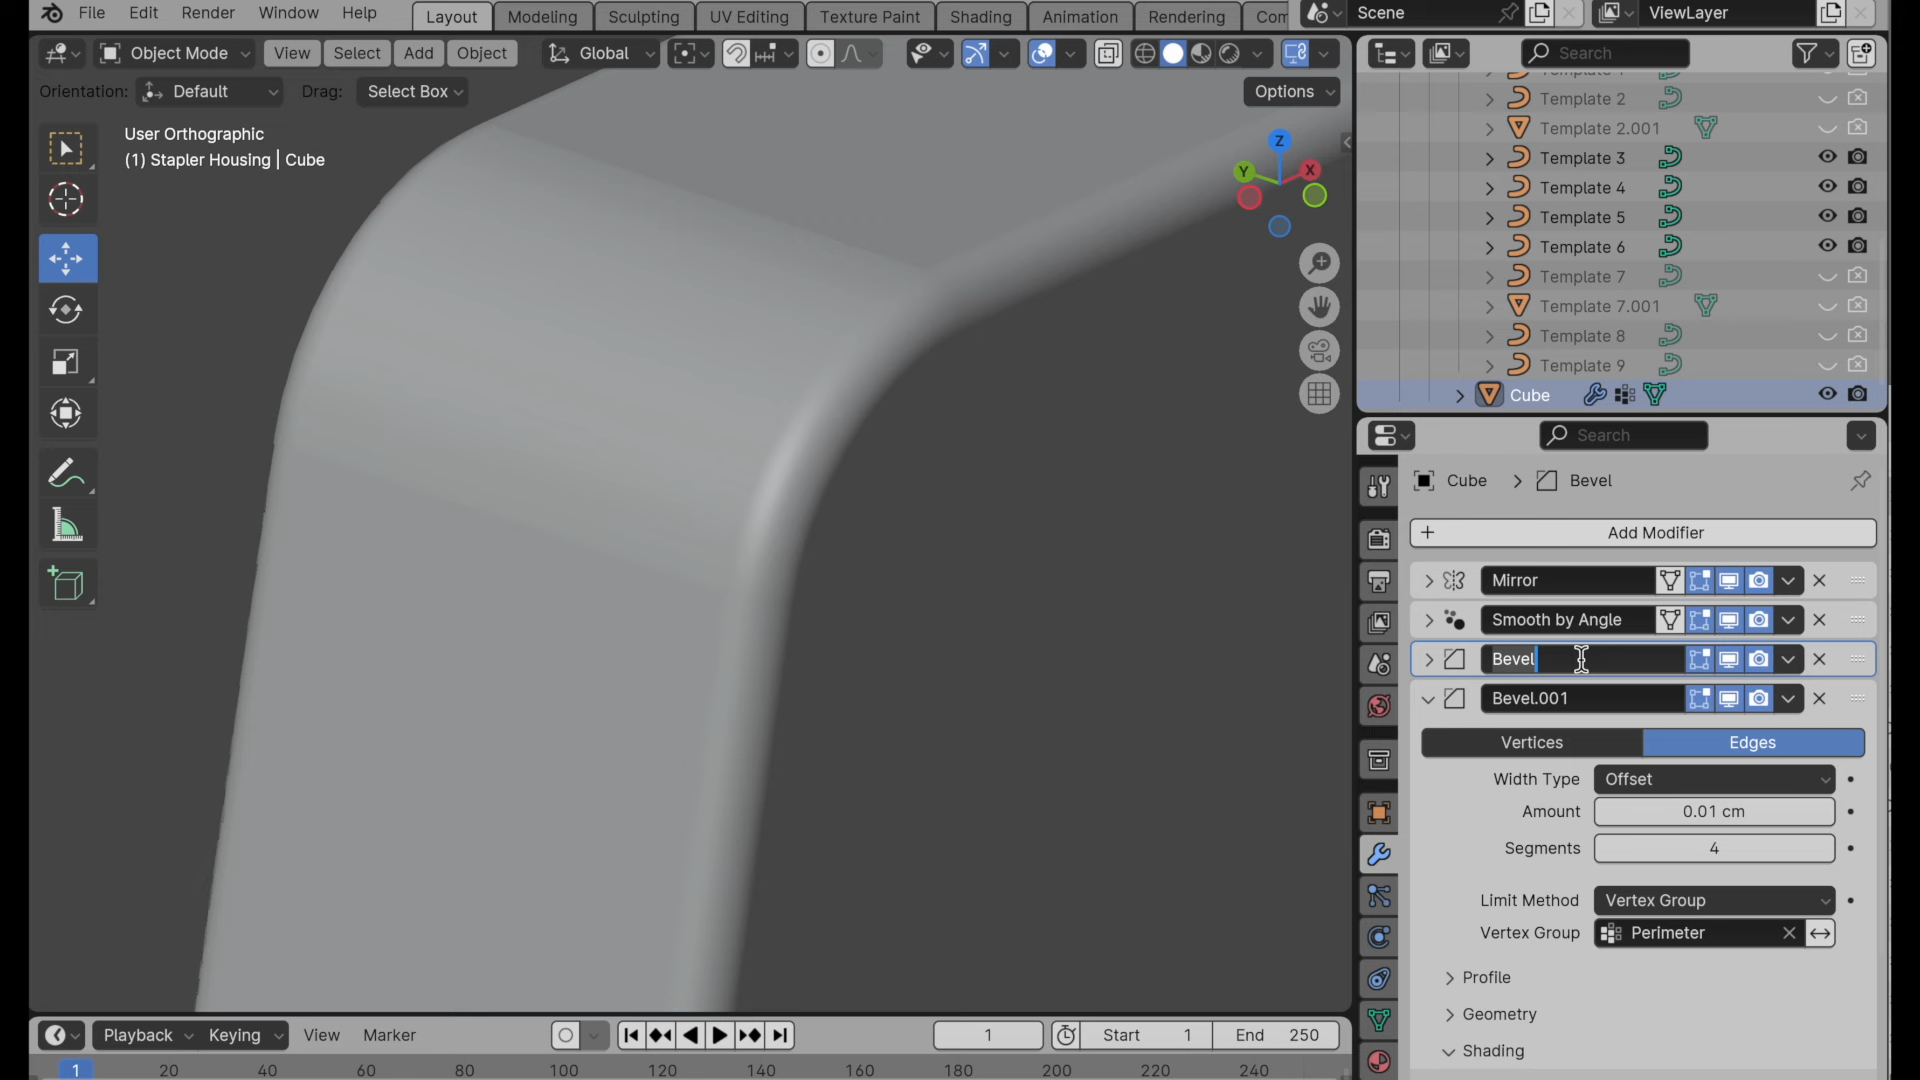 File Edit Render Window Help Layout Modeling Sculpting UV Editing Texture Paint Shading Animation Rendering Com Scene ViewLayer
Object Mode View Select Add Object Global Search
Orientation: Default Drag: Select Box Options
User Orthographic
(1) Stapler Housing | Cube
Z
Y
X
Template 2
Template 2.001
Template 3
Template 4
Template 5
Template 6
Template 7
Template 7.001
Template 8
Template 9
Cube
Search
Cube > Bevel
+ Add Modifier
Mirror
Smooth by Angle
Bevel
Bevel.001
Vertices Edges
Width Type Offset
Amount 0.01 cm
Segments 4
Limit Method Vertex Group
Vertex Group Perimeter
Profile
Geometry
Shading
Playback Keying View Marker 1 Start 1 End 250
1 20 40 60 80 100 120 140 160 180 200 220 240